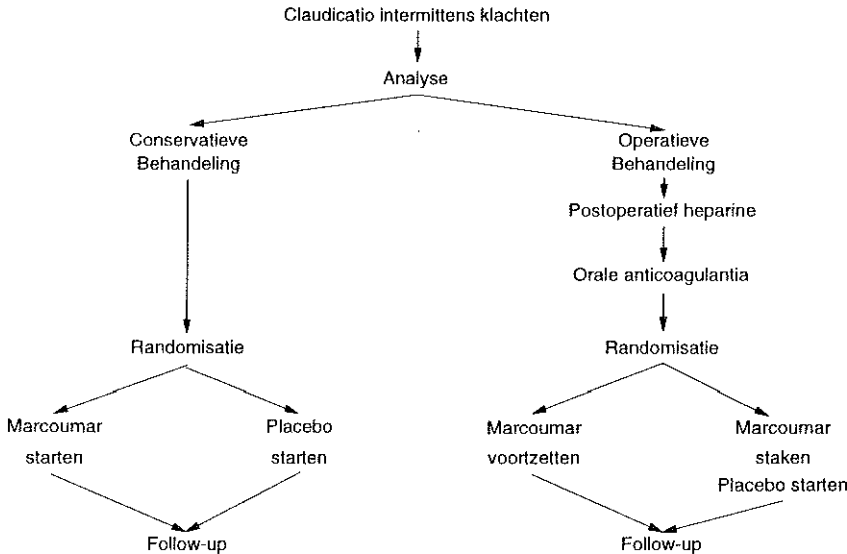 Claudicatio intermittens klachten
Analyse
Conservatieve
Behandeling
Operatieve
Behandeling
Postoperatief heparine
Orale anticoagulantia
Randomisatie
Randomisatie
Marcoumar
starten
Placebo
starten
Marcoumar
voortzetten
Marcoumar
staken
Placebo starten
Follow-up
Follow-up